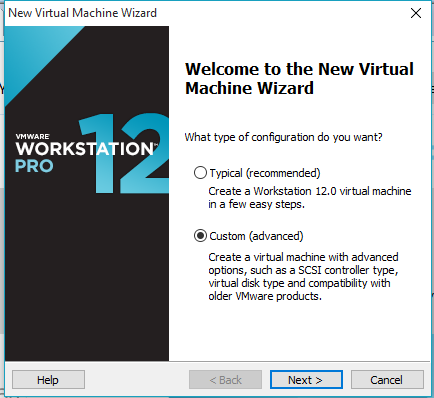 New Virtual Machine Wizard
VMWARE
WORKSTATION™
PRO
12
Welcome to the New Virtual
Machine Wizard
What type of configuration do you want?
Typical (recommended)
Create a Workstation 12.0 virtual machine
in a few easy steps.
Custom (advanced)
Create a virtual machine with advanced
options, such as a SCSI controller type,
virtual disk type and compatibility with
older VMware products.
Help
< Back
Next >
Cancel